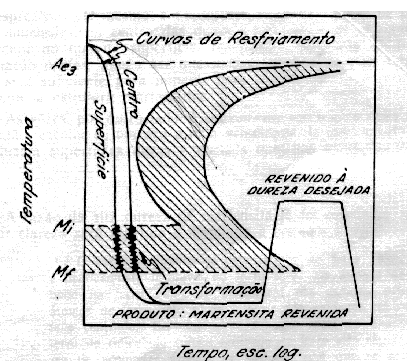 Curvas de Resfriamento
Ae3
Centro
Superfície
Temperatura
REVENIDO À
DUREZA DESEJADA
Mi
Mf
Transformação
PRODUTO: MARTENSITA REVENIDA
Tempo, esc. log.